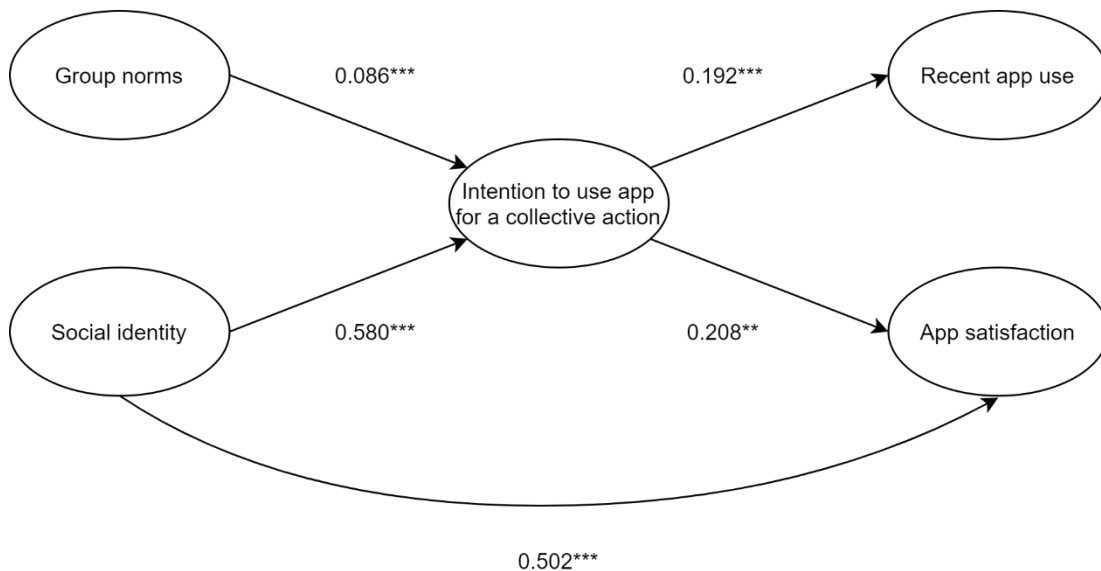 Group norms
0.086***
0.192***
Recent app use
Intention to use app
for a collective action
Social identity
0.580***
0.208**
App satisfaction
0.502***